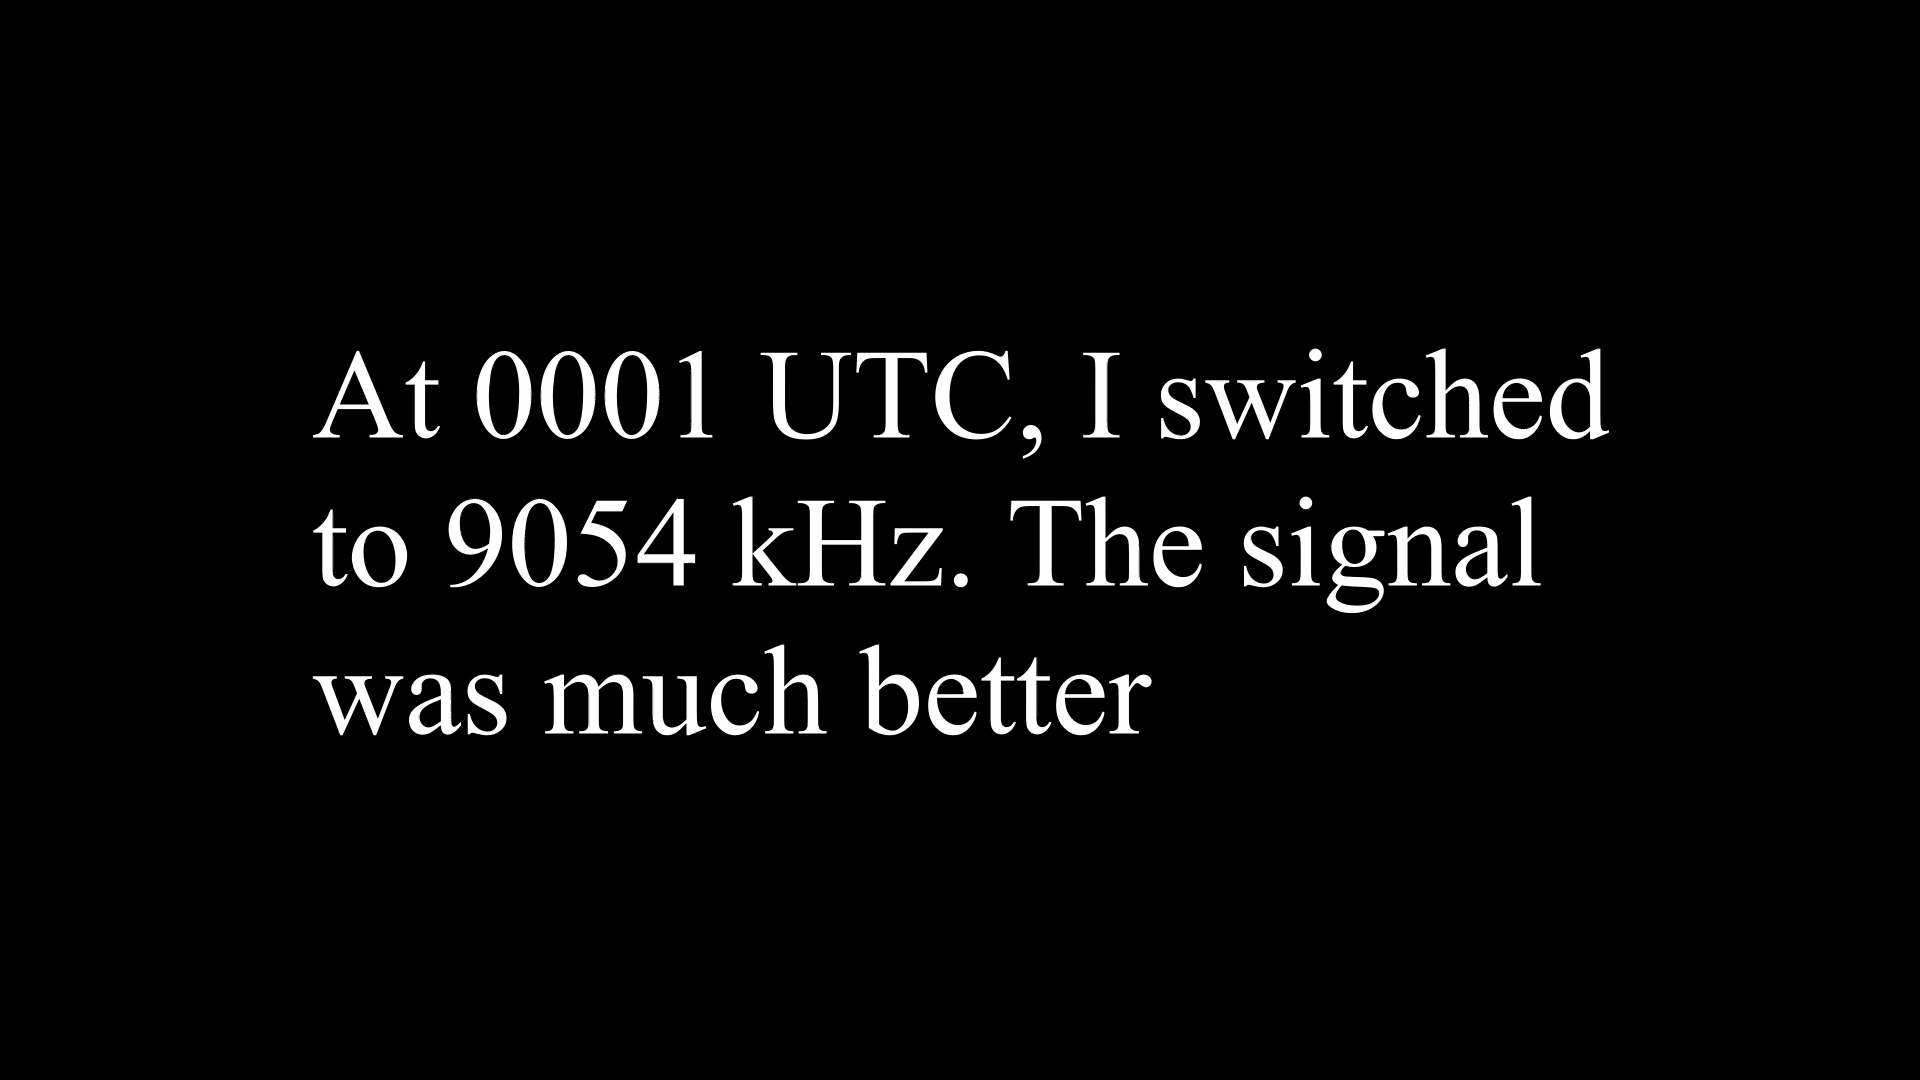 At 0001 UTC, I switched
to 9054 kHz. The signal
was much better